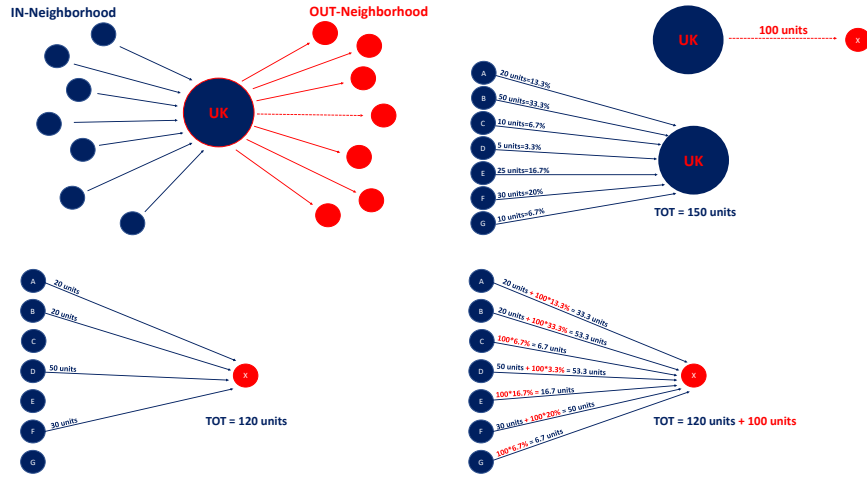 IN-Neighborhood
OUT-Neighborhood
UK
UK
100 units
X
A
B
C
D
E
F
G
20 units=13.3%
50 units=33.3%
10 units=6.7%
5 units=3.3%
25 units=16.7%
30 units=20%
10 units=6.7%
UK
TOT = 150 units
A
B
C
D
E
F
G
20 units
20 units
50 units
30 units
X
TOT = 120 units
A
B
C
D
E
F
G
20 units + 100*13.3% = 33.3 units
20 units + 100*33.3% = 53.3 units
100*6.7% = 6.7 units
50 units + 100*3.3% = 53.3 units
100*16.7% = 16.7 units
30 units + 100*20% = 50 units
100*6.7% = 6.7 units
X
TOT = 120 units + 100 units